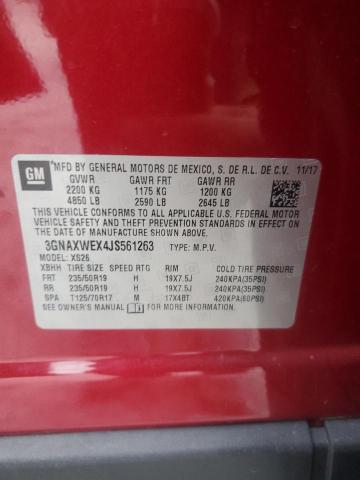 GM
*MFD BY GENERAL MOTORS DE MEXICO, S. DE R.L. DE C.V. 11/17
GVWR GAWR FRT GAWR RR
2200 KG 1175 KG 1200 KG
4850 LB 2590 LB 2645 LB
THIS VEHICLE CONFORMS TO ALL APPLICABLE U.S. FEDERAL MOTOR
VEHICLE SAFETY, BUMPER, AND THEFT PREVENTION STANDARDS
IN EFFECT ON THE DATE OF MANUFACTURE SHOWN ABOVE.
3GNAXWEX4JS561263 TYPE: M.P.V.
MODEL: XS26
XBHH TIRE SIZE SPEED RIM COLD TIRE PRESSURE
FRT 235/50R19 H 19X7.5J 240KPA(35PSI)
RR 235/50R19 H 19X7.5J 240KPA(35PSI)
SPA T125/70R17 M 17X4BT 420KPA(60PSI)
SEE OWNER'S MANUAL FOR MORE INFORMATION.